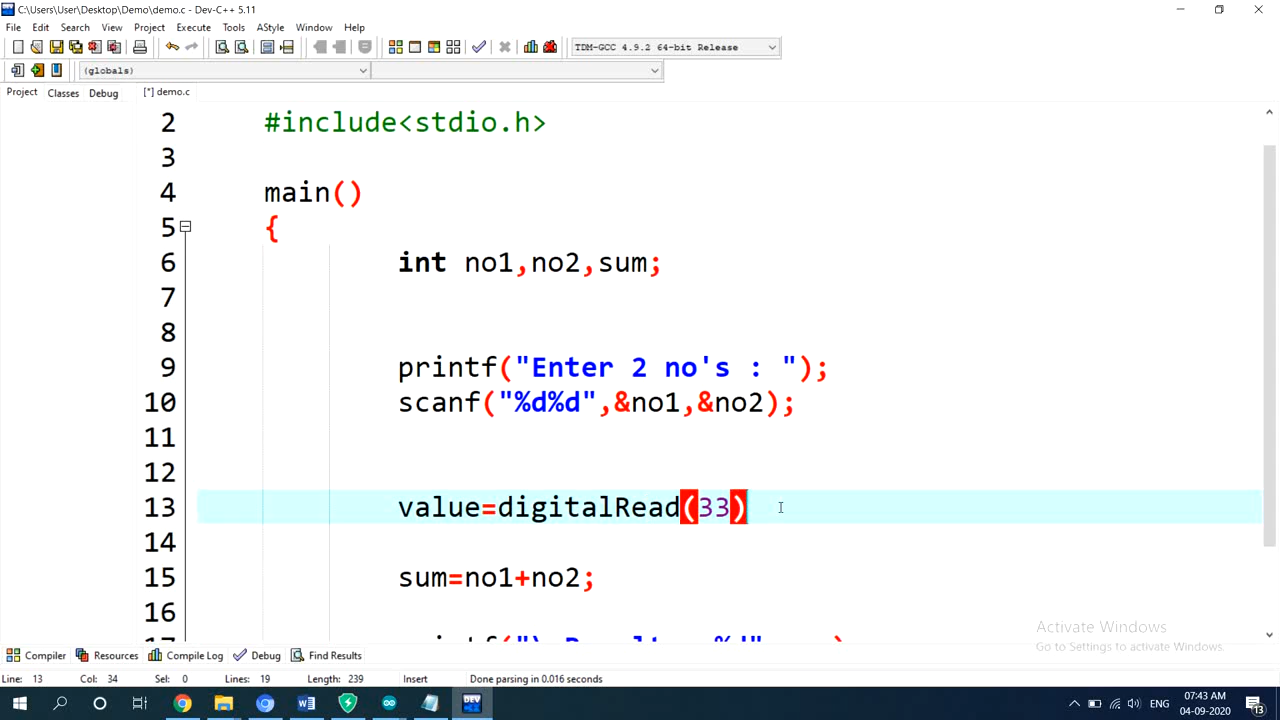 C:\Users\User\Desktop\Demo\demo.c - Dev-C++ 5.11
File Edit Search View Project Execute Tools AStyle Window Help
TDM-GCC 4.9.2 64-bit Release
(globals)
Project Classes Debug [*] demo.c
2 #include<stdio.h>
3
4 main()
5 {
6 int no1,no2,sum;
7
8
9 printf("Enter 2 no's : ");
10 scanf("%d%d",&no1,&no2);
11
12
13 value=digitalRead(33)
14
15 sum=no1+no2;
16
Activate Windows
Go to Settings to activate Windows.
Compiler Resources Compile Log Debug Find Results
Line: 13 Col: 34 Sel: 0 Lines: 19 Length: 239 Insert Done parsing in 0.016 seconds
DEV
07:43 AM
04-09-2020
13